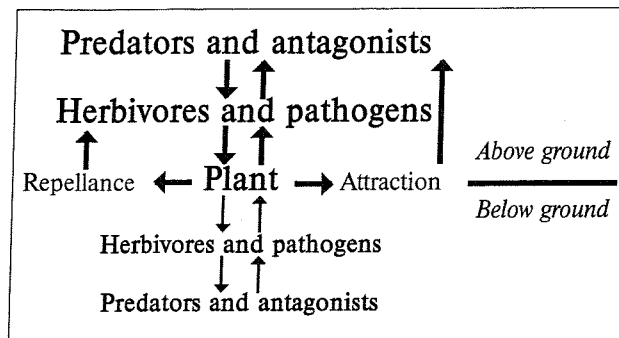 Predators and antagonists
Herbivores and pathogens
Above ground
Repellance Plant Attraction
Below ground
Herbivores and pathogens
Predators and antagonists